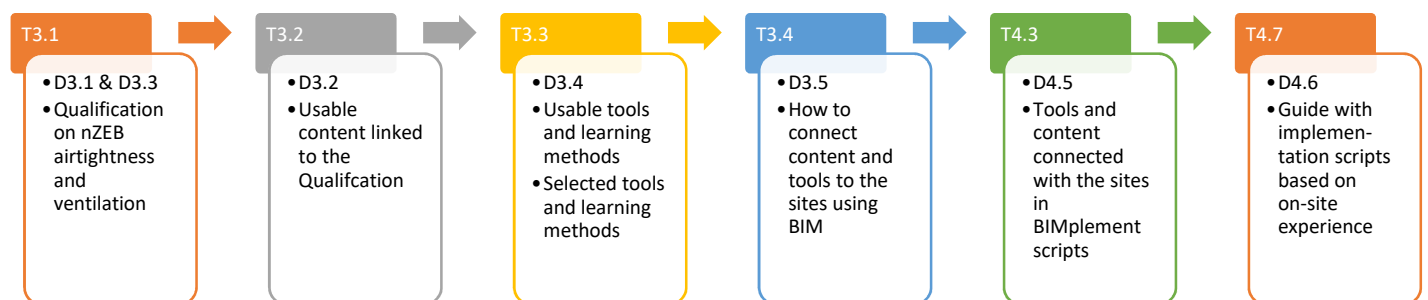 T3.1
• D3.1 & D3.3
• Qualification
on nZEB
airtightness
and
ventilation
T3.2
• D3.2
• Usable
content linked
to the
Qualifcation
T3.3
• D3.4
• Usable tools
and learning
methods
• Selected tools
and learning
methods
T3.4
• D3.5
• How to
connect
content and
tools to the
sites using
BIM
T4.3
• D4.5
• Tools and
content
connected
with the sites
in
BIMplement
scripts
T4.7
• D4.6
• Guide with
implemen-
tation scripts
based on
on-site
experience